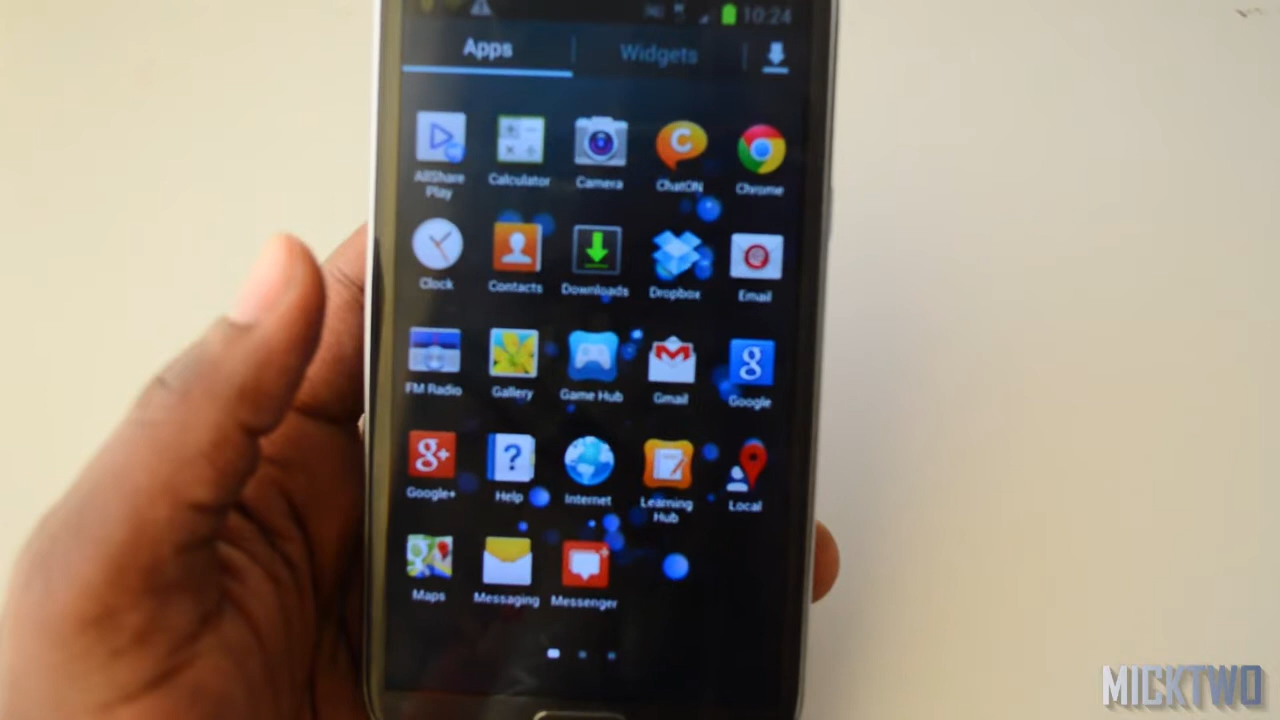 10:24
Apps Widgets
AllShare Play Calculator Camera ChatON Chrome
Clock Contacts Downloads Dropbox Email
FM Radio Gallery Game Hub Gmail Google
Google+ Help Internet Learning Hub Local
Maps Messaging Messenger
MICKTWO